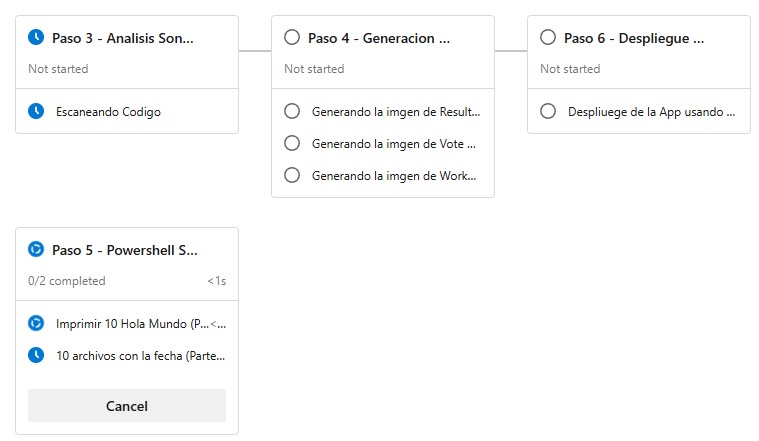 Paso 3 - Analisis Son...
Not started
Escaneando Codigo
Paso 4 - Generacion ...
Not started
Generando la imgen de Result...
Generando la imgen de Vote ...
Generando la imgen de Work...
Paso 6 - Despliegue ...
Not started
Despliuege de la App usando ...
Paso 5 - Powershell S...
0/2 completed <1s
Imprimir 10 Hola Mundo (P... <...
10 archivos con la fecha (Parte...
Cancel